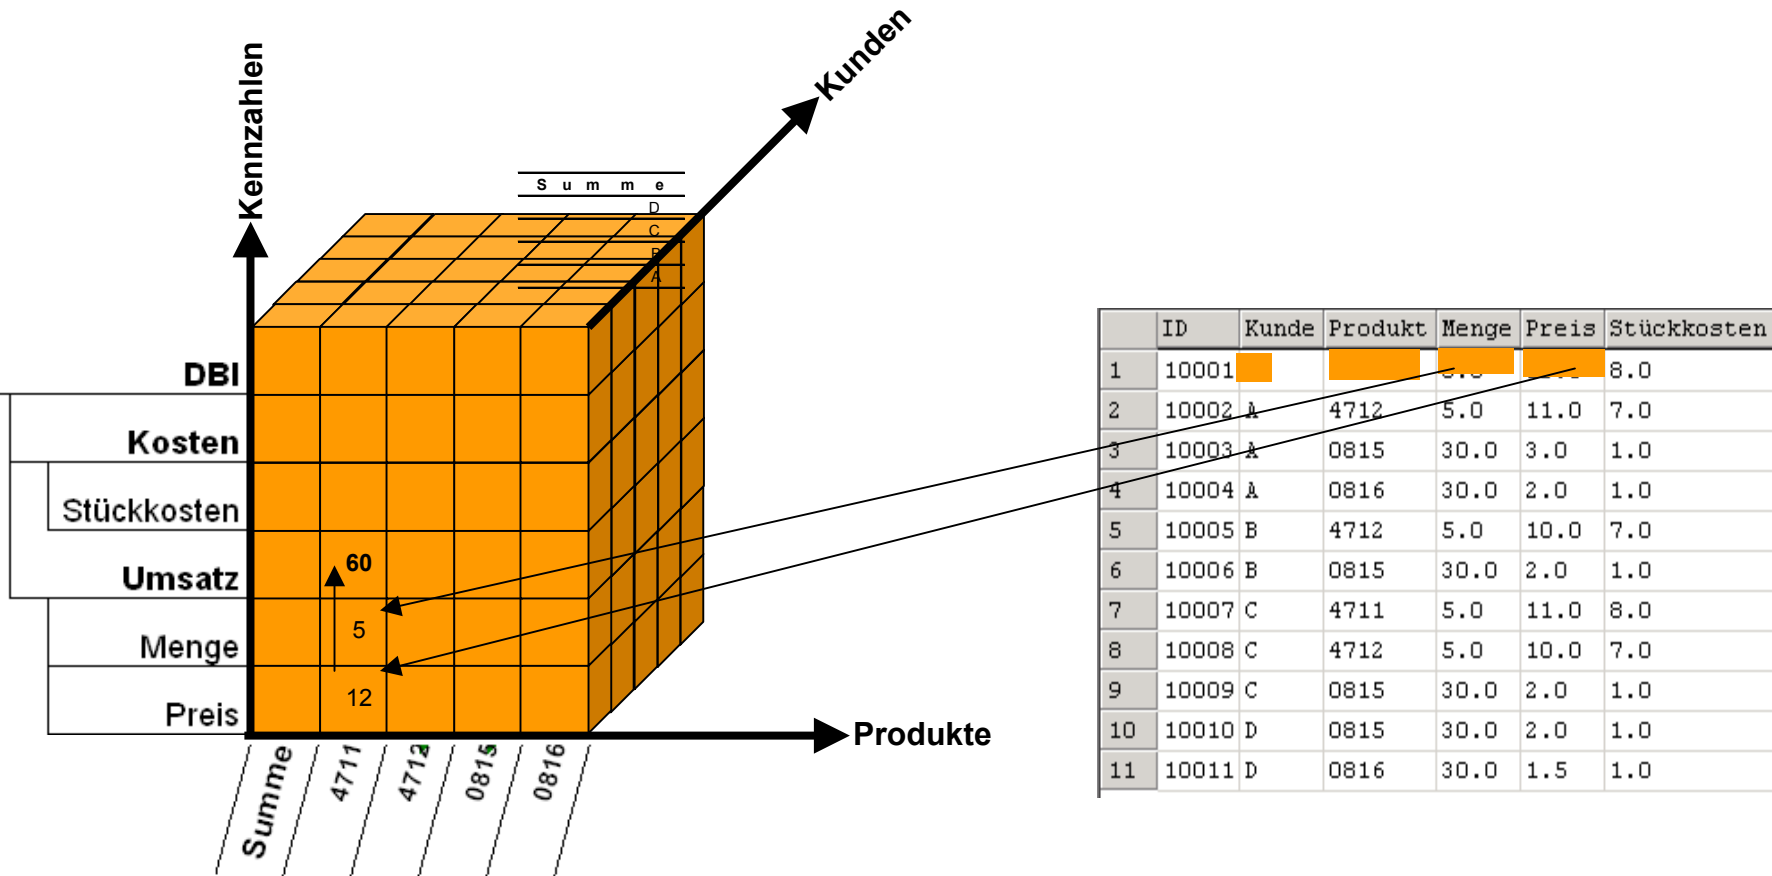 Kennzahlen
Kunden
S u m m e
D
C
B
A
DBI
Kosten
Stückkosten
Umsatz
Menge
Preis
60
5
12
Produkte
Summe
4711
4712
0815
0816
ID Kunde Produkt Menge Preis Stückkosten
1 10001 8.0
2 10002 A 4712 5.0 11.0 7.0
3 10003 A 0815 30.0 3.0 1.0
4 10004 A 0816 30.0 2.0 1.0
5 10005 B 4712 5.0 10.0 7.0
6 10006 B 0815 30.0 2.0 1.0
7 10007 C 4711 5.0 11.0 8.0
8 10008 C 4712 5.0 10.0 7.0
9 10009 C 0815 30.0 2.0 1.0
10 10010 D 0815 30.0 2.0 1.0
11 10011 D 0816 30.0 1.5 1.0